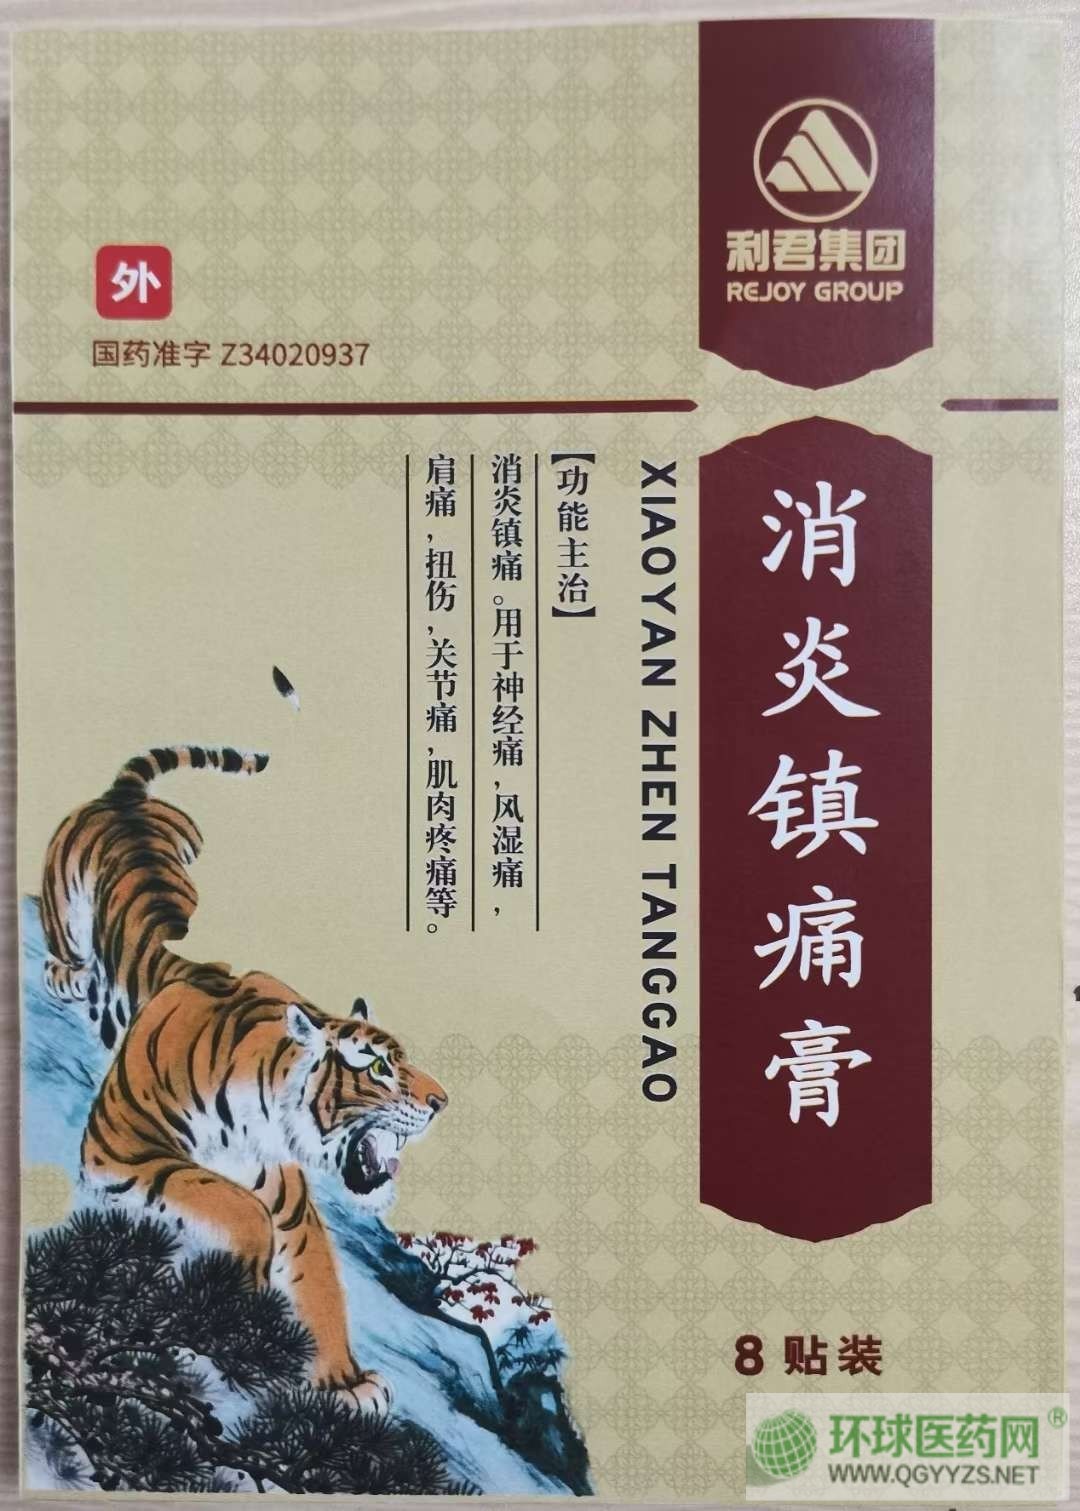 利君集团
REJOY GROUP
外
国药准字 Z34020937
消炎镇痛膏
XIAOYAN ZHEN TANGGAO
【功能主治】
消炎镇痛。用于神经痛,风湿痛,
肩痛,扭伤,关节痛,肌肉疼痛等。
8 贴装
环球医药网®
WWW.QGYYZS.NET